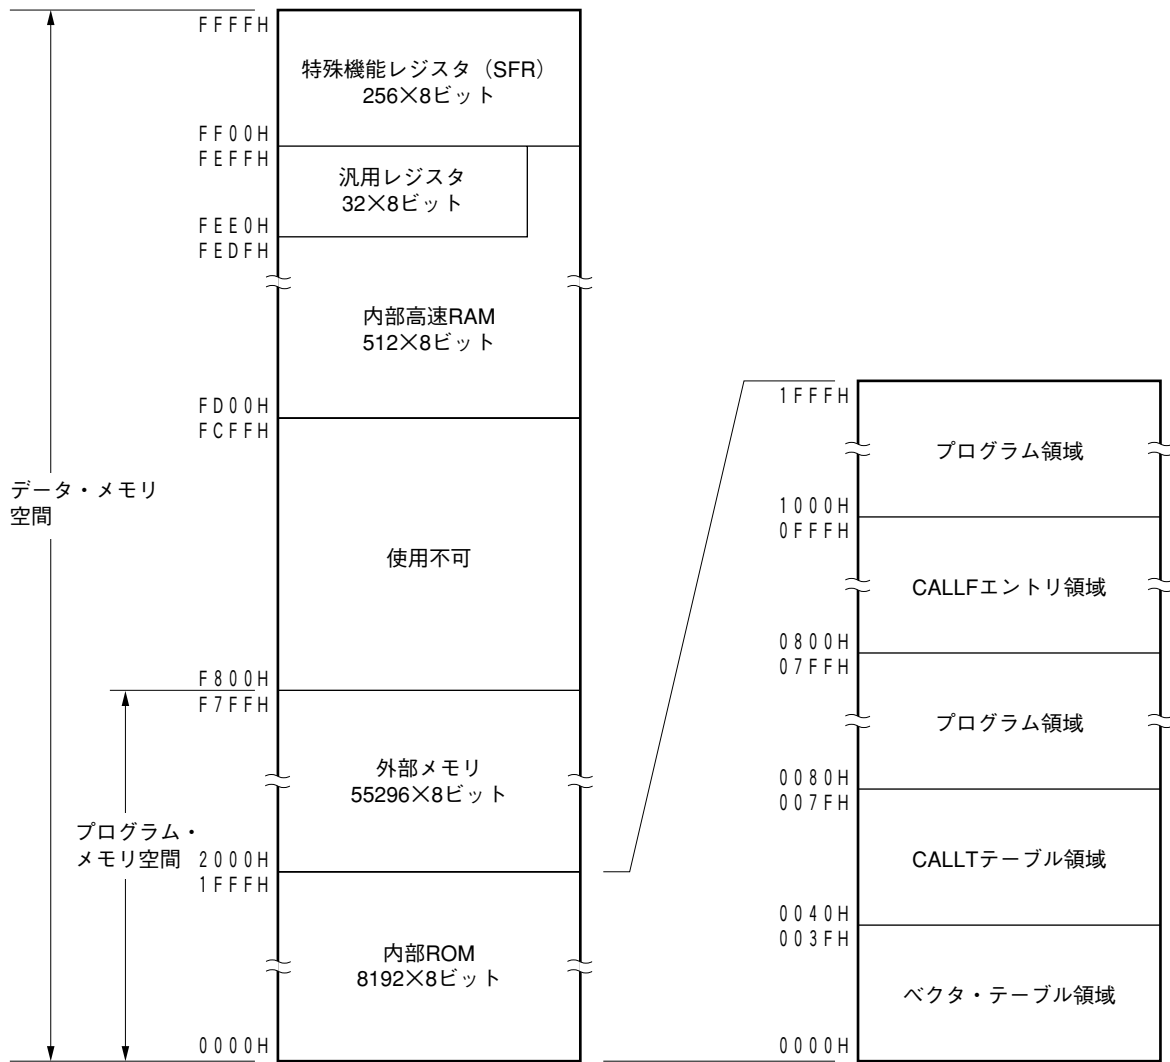 FFFFH
特殊機能レジスタ（SFR）
256×8ビット
FF00H
FEFFH
汎用レジスタ
32×8ビット
FEE0H
FEDFH
内部高速RAM
512×8ビット
FD00H
FCFFH
データ・メモリ
空間
使用不可
F800H
F7FFH
外部メモリ
55296×8ビット
プログラム・
メモリ空間
2000H
1FFFH
内部ROM
8192×8ビット
0000H
1FFFH
プログラム領域
1000H
0FFFH
CALLFエントリ領域
0800H
07FFH
プログラム領域
0080H
007FH
CALLTテーブル領域
0040H
003FH
ベクタ・テーブル領域
0000H